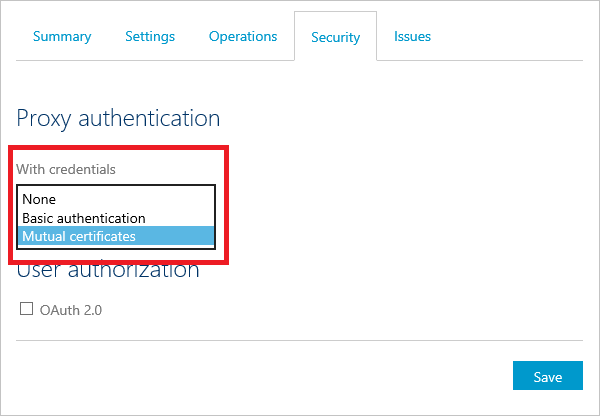 Summary Settings Operations Security Issues
Proxy authentication
With credentials
None
Basic authentication
Mutual certificates
User authorization
OAuth 2.0
Save